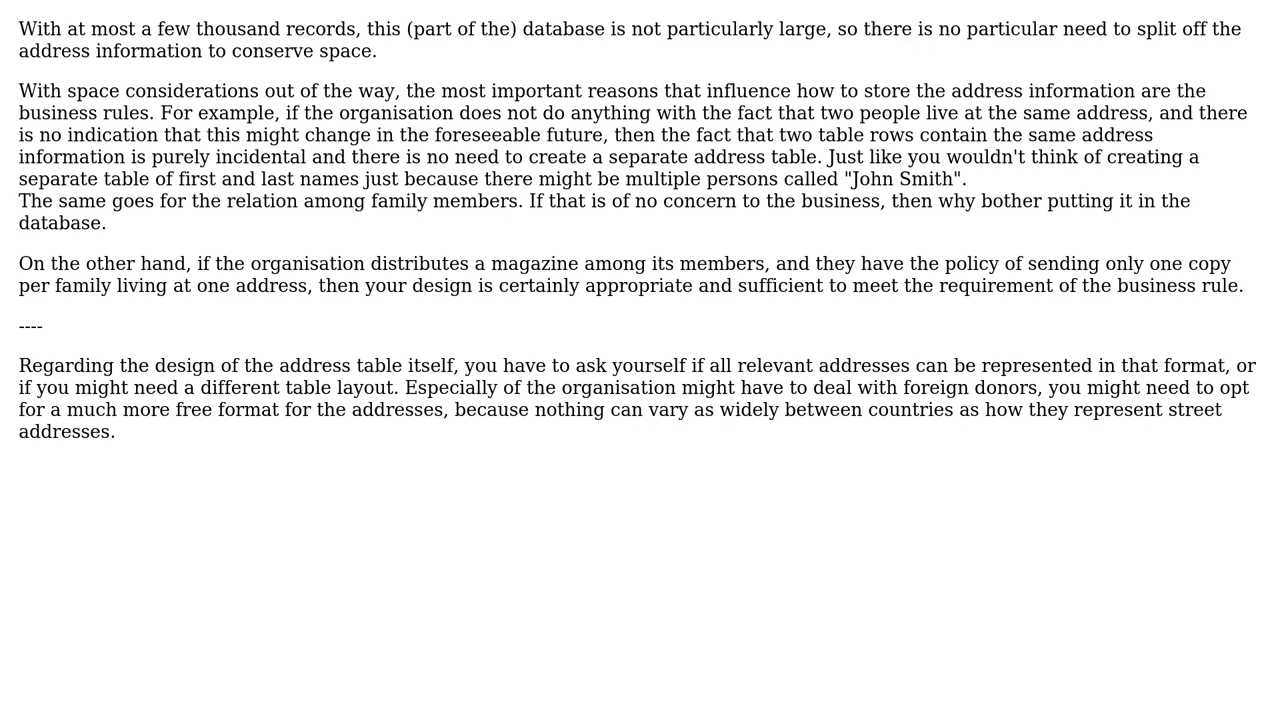 With at most a few thousand records, this (part of the) database is not particularly large, so there is no particular need to split off the
address information to conserve space.
With space considerations out of the way, the most important reasons that influence how to store the address information are the
business rules. For example, if the organisation does not do anything with the fact that two people live at the same address, and there
is no indication that this might change in the foreseeable future, then the fact that two table rows contain the same address
information is purely incidental and there is no need to create a separate address table. Just like you wouldn't think of creating a
separate table of first and last names just because there might be multiple persons called "John Smith".
The same goes for the relation among family members. If that is of no concern to the business, then why bother putting it in the
database.
On the other hand, if the organisation distributes a magazine among its members, and they have the policy of sending only one copy
per family living at one address, then your design is certainly appropriate and sufficient to meet the requirement of the business rule.
----
Regarding the design of the address table itself, you have to ask yourself if all relevant addresses can be represented in that format, or
if you might need a different table layout. Especially of the organisation might have to deal with foreign donors, you might need to opt
for a much more free format for the addresses, because nothing can vary as widely between countries as how they represent street
addresses.